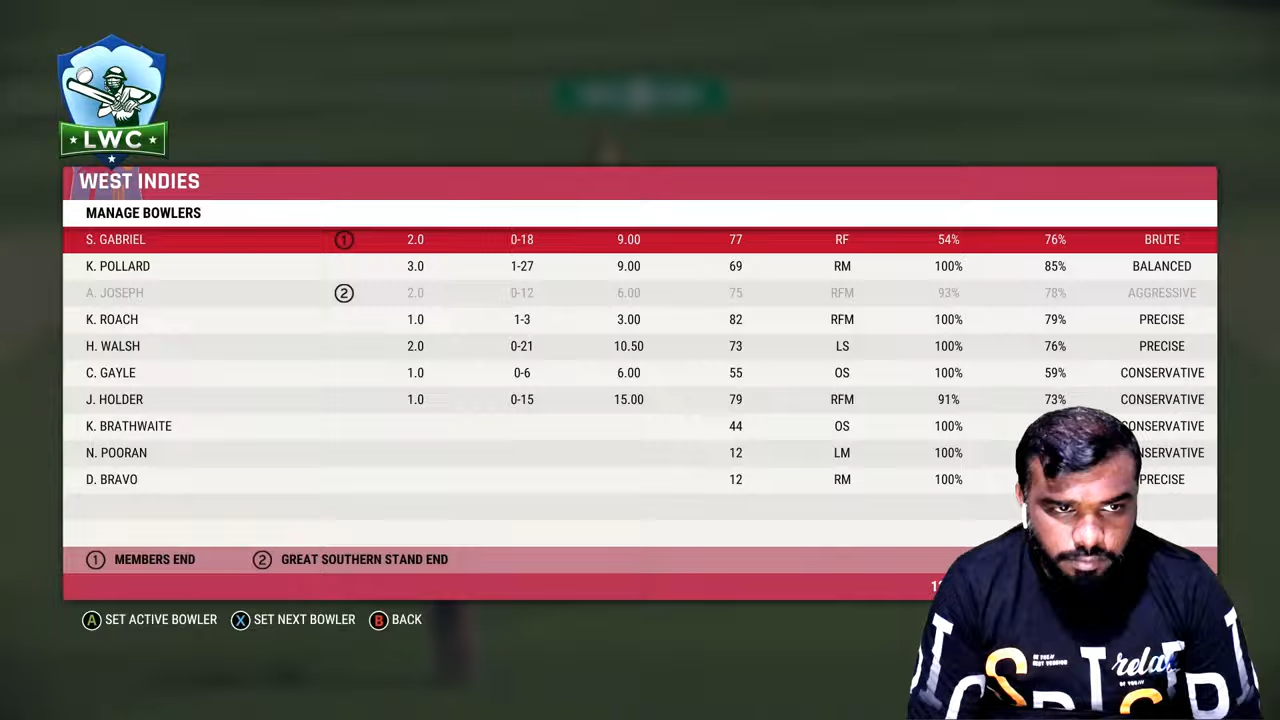 LWC
WEST INDIES
MANAGE BOWLERS
S. GABRIEL 1 2.0 0-18 9.00 77 RF 54% 76% BRUTE
K. POLLARD 3.0 1-27 9.00 69 RM 100% 85% BALANCED
A. JOSEPH 2 2.0 0-12 6.00 75 RFM 93% 78% AGGRESSIVE
K. ROACH 1.0 1-3 3.00 82 RFM 100% 79% PRECISE
H. WALSH 2.0 0-21 10.50 73 LS 100% 76% PRECISE
C. GAYLE 1.0 0-6 6.00 55 OS 100% 59% CONSERVATIVE
J. HOLDER 1.0 0-15 15.00 79 RFM 91% 73% CONSERVATIVE
K. BRATHWAITE 44 OS 100% ONSERVATIVE
N. POORAN 12 LM 100% NSERVATIVE
D. BRAVO 12 RM 100% PRECISE
1 MEMBERS END 2 GREAT SOUTHERN STAND END
A SET ACTIVE BOWLER X SET NEXT BOWLER B BACK